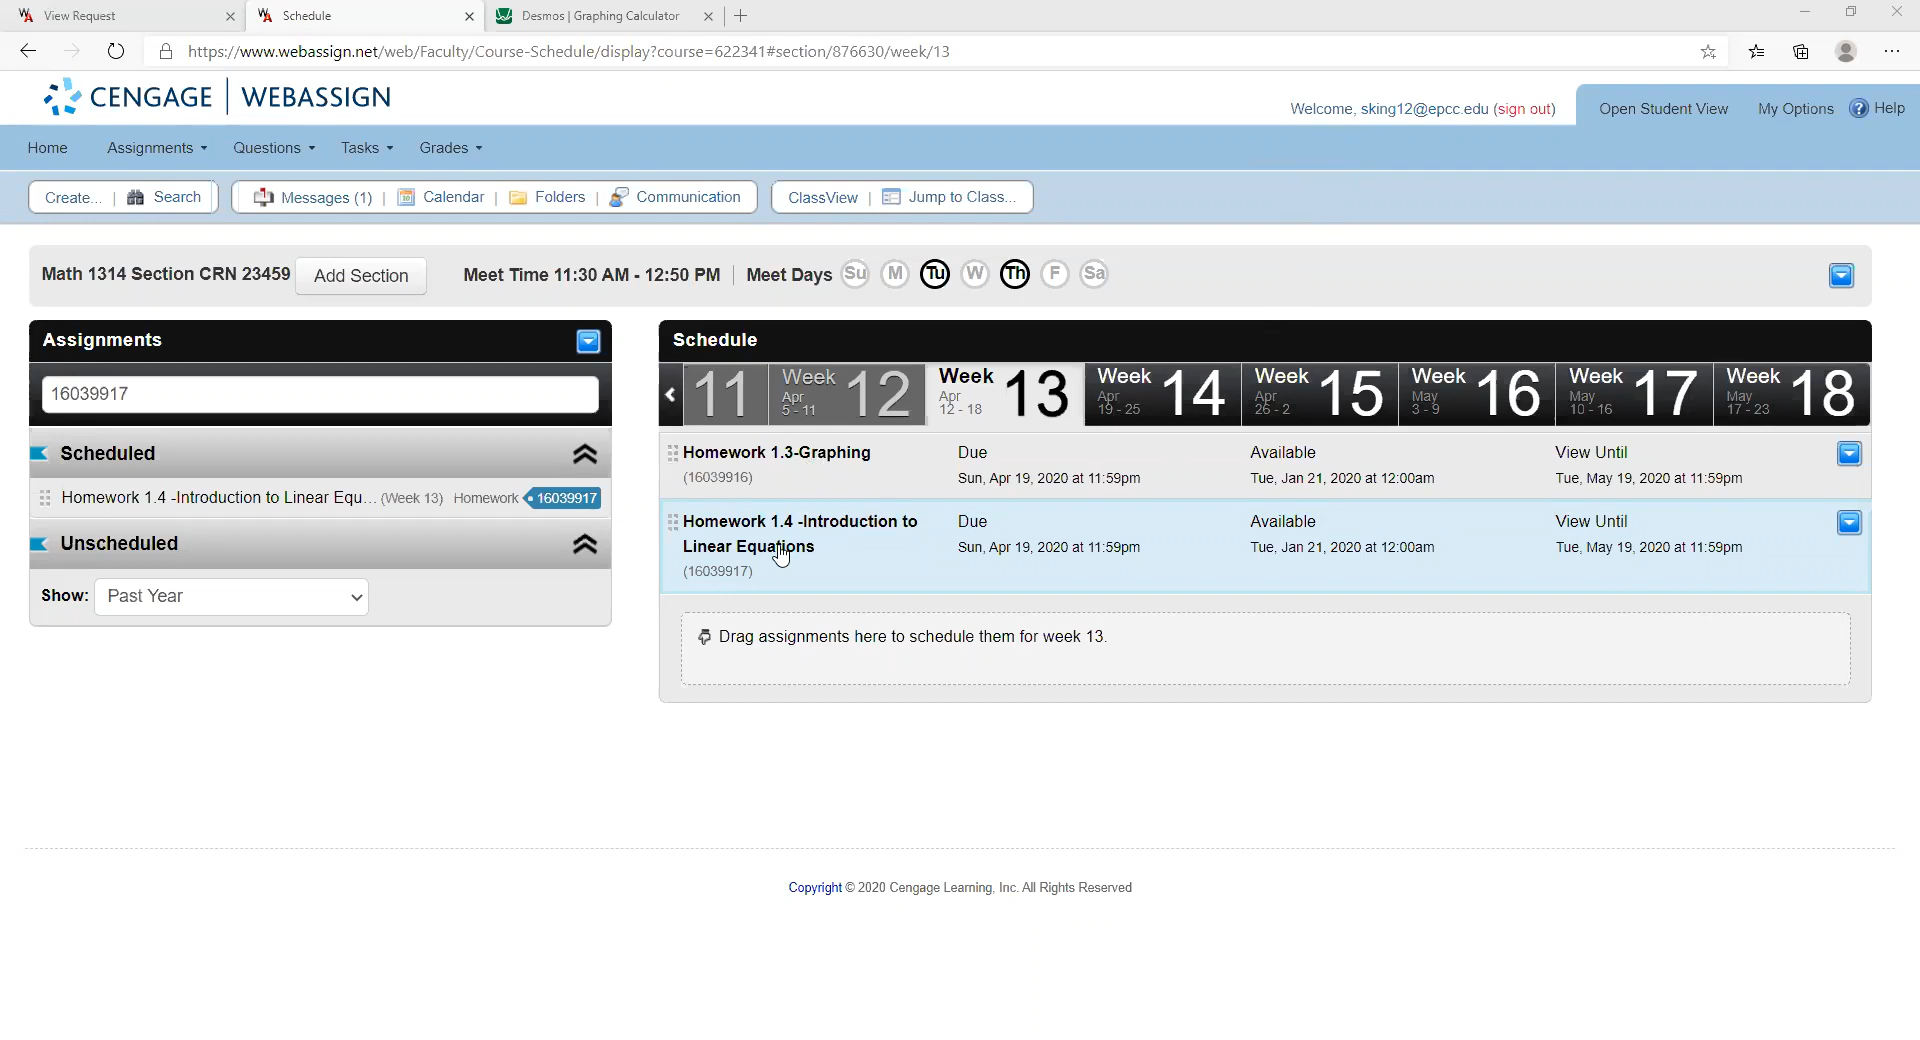 View Request
Schedule
Desmos | Graphing Calculator
https://www.webassign.net/web/Faculty/Course-Schedule/display?course=622341#section/876630/week/13
CENGAGE | WEBASSIGN
Welcome, sking12@epcc.edu (sign out)
Open Student View
My Options
Help
Home
Assignments
Questions
Tasks
Grades
Create...
Search
Messages (1)
Calendar
Folders
Communication
ClassView
Jump to Class...
Math 1314 Section CRN 23459
Add Section
Meet Time 11:30 AM - 12:50 PM
Meet Days Su M Tu W Th F Sa
Assignments
16039917
Scheduled
Homework 1.4 -Introduction to Linear Equ... (Week 13) Homework 16039917
Unscheduled
Show: Past Year
Schedule
11
Week 12
Apr
5 - 11
Week 13
Apr
12 - 18
Week 14
Apr
19 - 25
Week 15
Apr
26 - 2
Week 16
May
3 - 9
Week 17
May
10 - 16
Week 18
May
17 - 23
Homework 1.3-Graphing
(16039916)
Due
Sun, Apr 19, 2020 at 11:59pm
Available
Tue, Jan 21, 2020 at 12:00am
View Until
Tue, May 19, 2020 at 11:59pm
Homework 1.4 -Introduction to
Linear Equations
(16039917)
Due
Sun, Apr 19, 2020 at 11:59pm
Available
Tue, Jan 21, 2020 at 12:00am
View Until
Tue, May 19, 2020 at 11:59pm
Drag assignments here to schedule them for week 13.
Copyright © 2020 Cengage Learning, Inc. All Rights Reserved